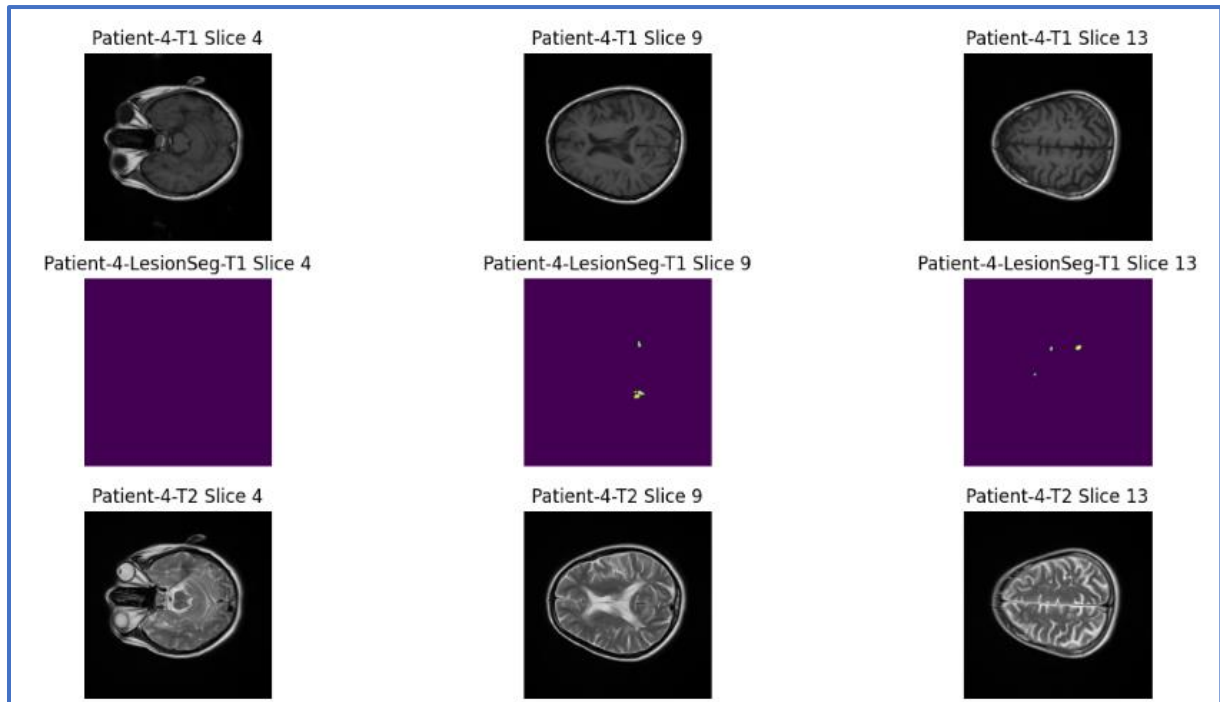 Patient-4-T1 Slice 4
Patient-4-T1 Slice 9
Patient-4-T1 Slice 13
Patient-4-LesionSeg-T1 Slice 4
Patient-4-LesionSeg-T1 Slice 9
Patient-4-LesionSeg-T1 Slice 13
Patient-4-T2 Slice 4
Patient-4-T2 Slice 9
Patient-4-T2 Slice 13